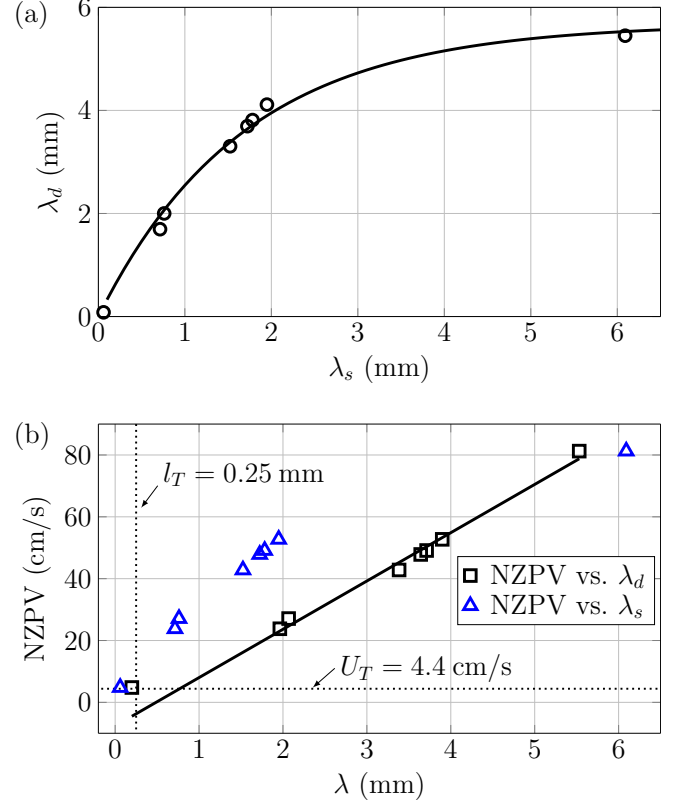 (a)
6
4
2
0
λ_d (mm)
0 1 2 3 4 5 6
λ_s (mm)
(b)
80
60
40
20
0
NZPV (cm/s)
l_T = 0.25 mm
NZPV vs. λ_d
NZPV vs. λ_s
U_T = 4.4 cm/s
0 1 2 3 4 5 6
λ (mm)